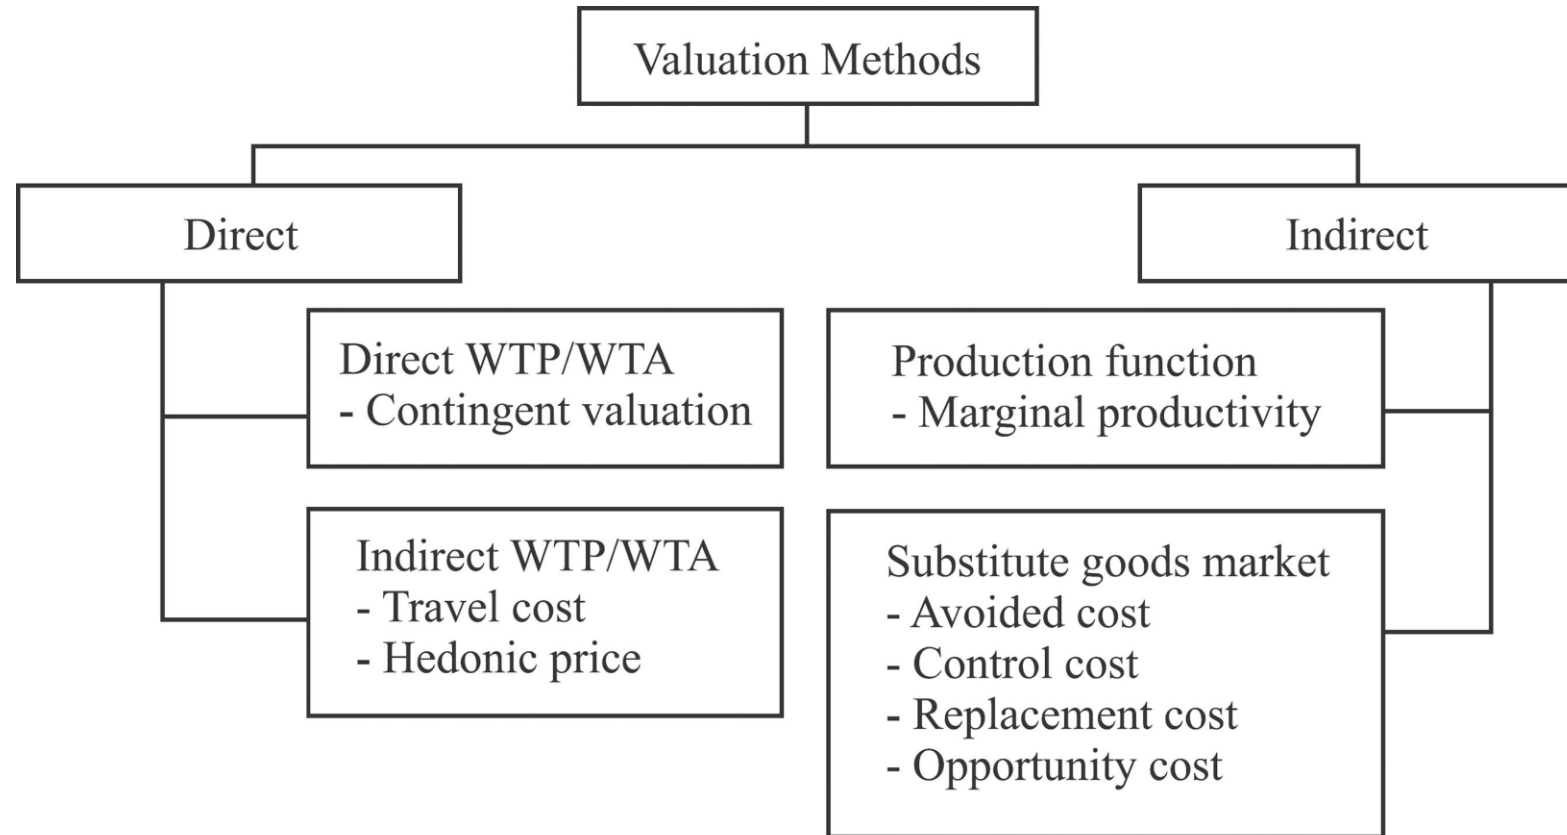 Valuation Methods
Direct
Indirect
Direct WTP/WTA
- Contingent valuation
Indirect WTP/WTA
- Travel cost
- Hedonic price
Production function
- Marginal productivity
Substitute goods market
- Avoided cost
- Control cost
- Replacement cost
- Opportunity cost